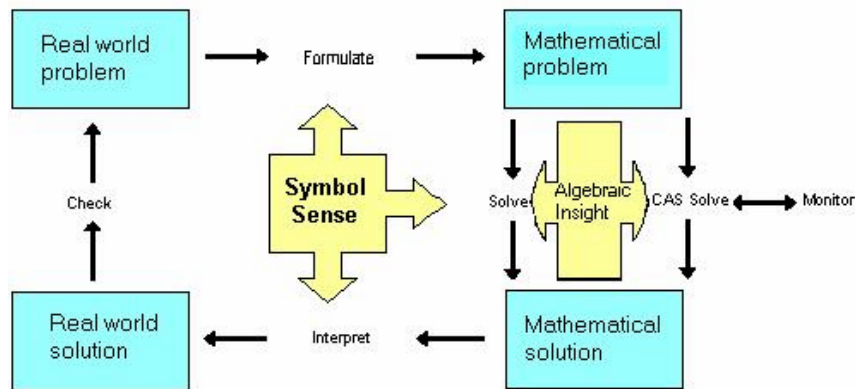 Real world
problem
Formulate
Mathematical
problem
Symbol
Sense
Check
Solve
Algebraic
Insight
CAS Solve
Monitor
Real world
solution
Interpret
Mathematical
solution